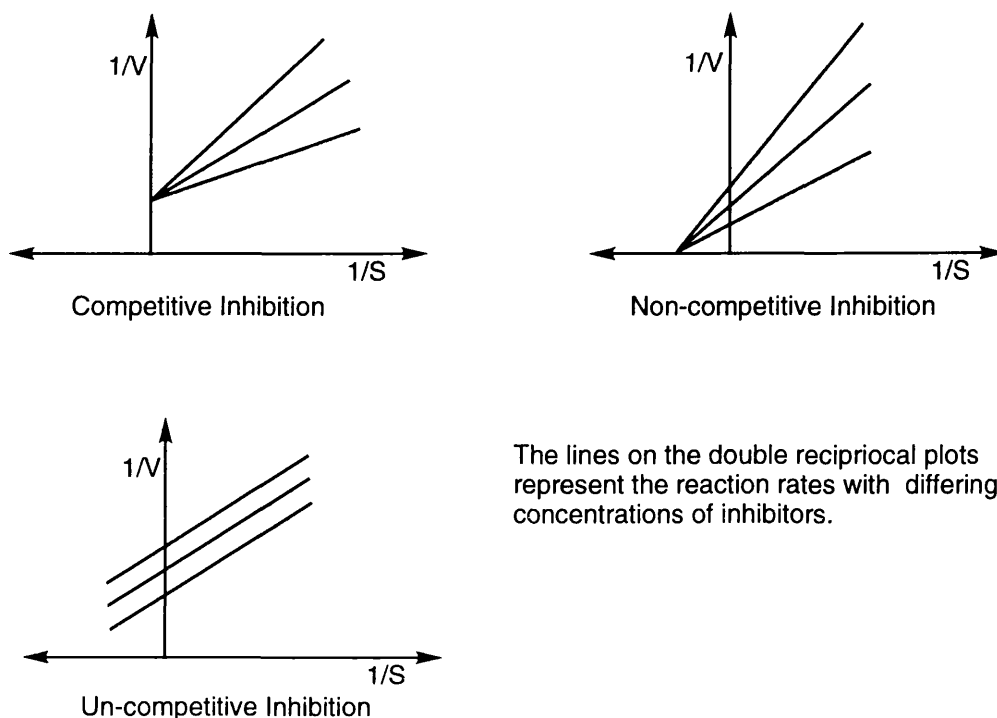 1/V
1/S
Competitive Inhibition
1/V
1/S
Non-competitive Inhibition
1/V
1/S
Un-competitive Inhibition
The lines on the double recipriocal plots
represent the reaction rates with differing
concentrations of inhibitors.